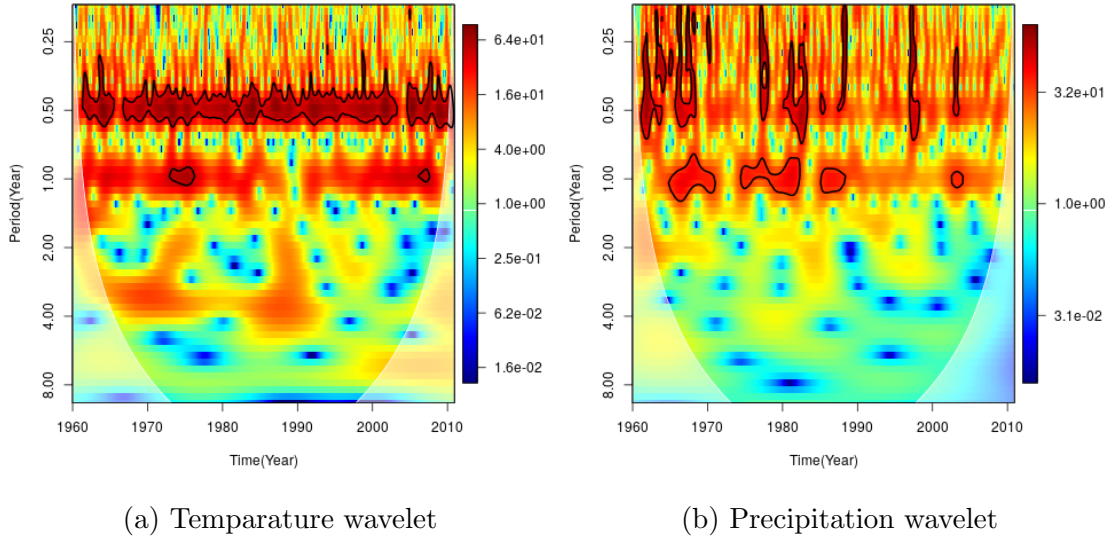 0.25
0.50
1.00
2.00
4.00
8.00
Period(Year)
1960 1970 1980 1990 2000 2010
Time(Year)
6.4e+01
1.6e+01
4.0e+00
1.0e+00
2.5e-01
6.2e-02
1.6e-02
(a) Temparature wavelet
0.25
0.50
1.00
2.00
4.00
8.00
Period(Year)
1960 1970 1980 1990 2000 2010
Time(Year)
3.2e+01
1.0e+00
3.1e-02
(b) Precipitation wavelet